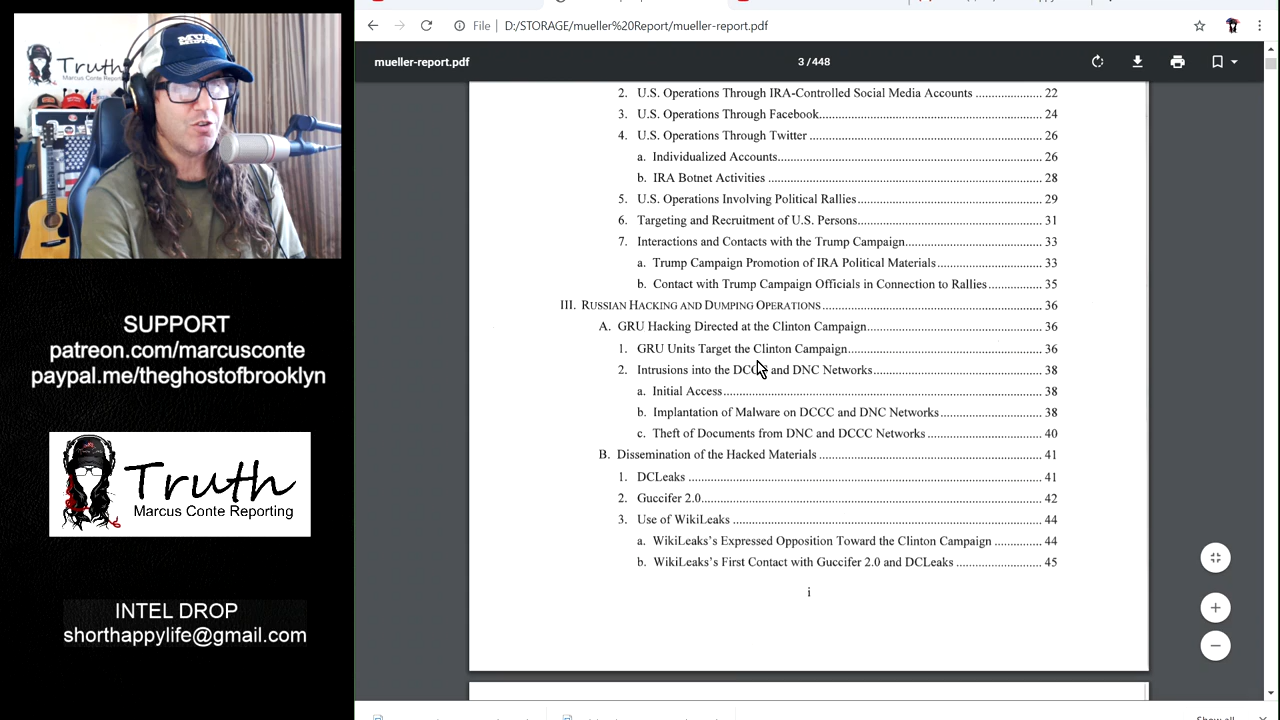 Truth
Marcus Conte Reporting
SUPPORT
patreon.com/marcusconte
paypal.me/theghostofbrooklyn
Truth
Marcus Conte Reporting
INTEL DROP
shorthappylife@gmail.com
File | D:/STORAGE/mueller%20Report/mueller-report.pdf
mueller-report.pdf
3 / 448
2. U.S. Operations Through IRA-Controlled Social Media Accounts .................... 22
3. U.S. Operations Through Facebook.................................................................. 24
4. U.S. Operations Through Twitter ..................................................................... 26
a. Individualized Accounts................................................................................. 26
b. IRA Botnet Activities .................................................................................... 28
5. U.S. Operations Involving Political Rallies...................................................... 29
6. Targeting and Recruitment of U.S. Persons...................................................... 31
7. Interactions and Contacts with the Trump Campaign......................................... 33
a. Trump Campaign Promotion of IRA Political Materials................................ 33
b. Contact with Trump Campaign Officials in Connection to Rallies................ 35
III. RUSSIAN HACKING AND DUMPING OPERATIONS................................................................. 36
A. GRU Hacking Directed at the Clinton Campaign..................................................... 36
1. GRU Units Target the Clinton Campaign.......................................................... 36
2. Intrusions into the DCCC and DNC Networks.................................................. 38
a. Initial Access.................................................................................................. 38
b. Implantation of Malware on DCCC and DNC Networks............................... 38
c. Theft of Documents from DNC and DCCC Networks ................................... 40
B. Dissemination of the Hacked Materials .................................................................... 41
1. DCLeaks ........................................................................................................... 41
2. Guccifer 2.0....................................................................................................... 42
3. Use of WikiLeaks .............................................................................................. 44
a. WikiLeaks's Expressed Opposition Toward the Clinton Campaign .............. 44
b. WikiLeaks's First Contact with Guccifer 2.0 and DCLeaks .......................... 45
i